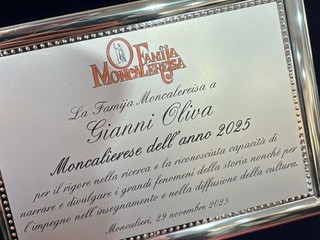 Famija
Moncalereisa
La Famija Moncalereisa a
Gianni Oliva
Moncalierese dell'anno 2025
per il rigore nella ricerca e la riconosciuta capacità di
narrare e divulgare i grandi fenomeni della storia nonché per
l'impegno nell'insegnamento e nella diffusione della cultura.
Moncalieri, 29 novembre 2025